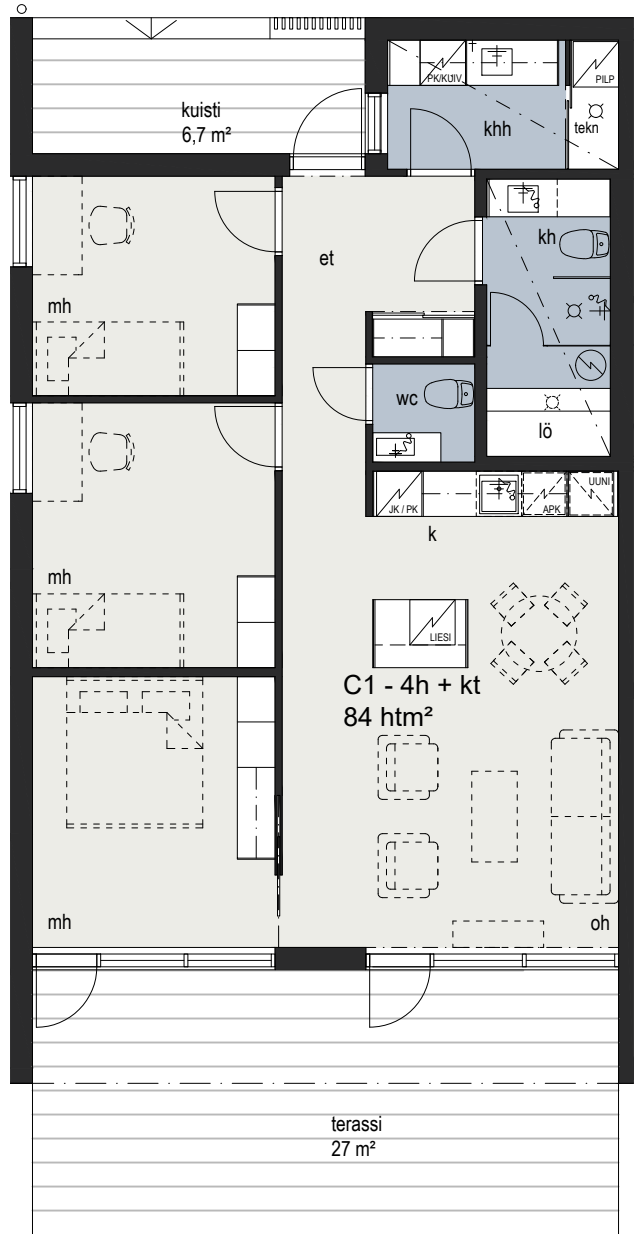 kuisti
6,7 m²
PK/KUIV.
khh
PILP
tekn
et
kh
mh
wc
lö
JK / PK
APK
UUNI
k
mh
LIESI
C1 - 4h + kt
84 htm²
mh
oh
terassi
27 m²